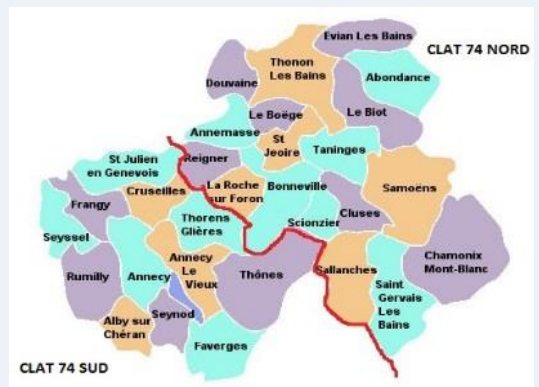 Evian Les Bains
CLAT 74 NORD
Thonon
Les Bains
Abondance
Douvaine
Le Biot
Le Boëge
Annemasse
St
Jeoire
Taninges
St Julien
en Genevois
Reigner
La Roche
sur Foron
Bonneville
Samoëns
Cruseilles
Frangy
Cluses
Thorens
Glières
Scionzier
Seyssel
Chamonix
Mont-Blanc
Annecy
Le
Vieux
Thônes
Sallanches
Rumilly
Annecy
Saint
Gervais
Les
Bains
Alby sur
Chéran
Seynod
Faverges
CLAT 74 SUD